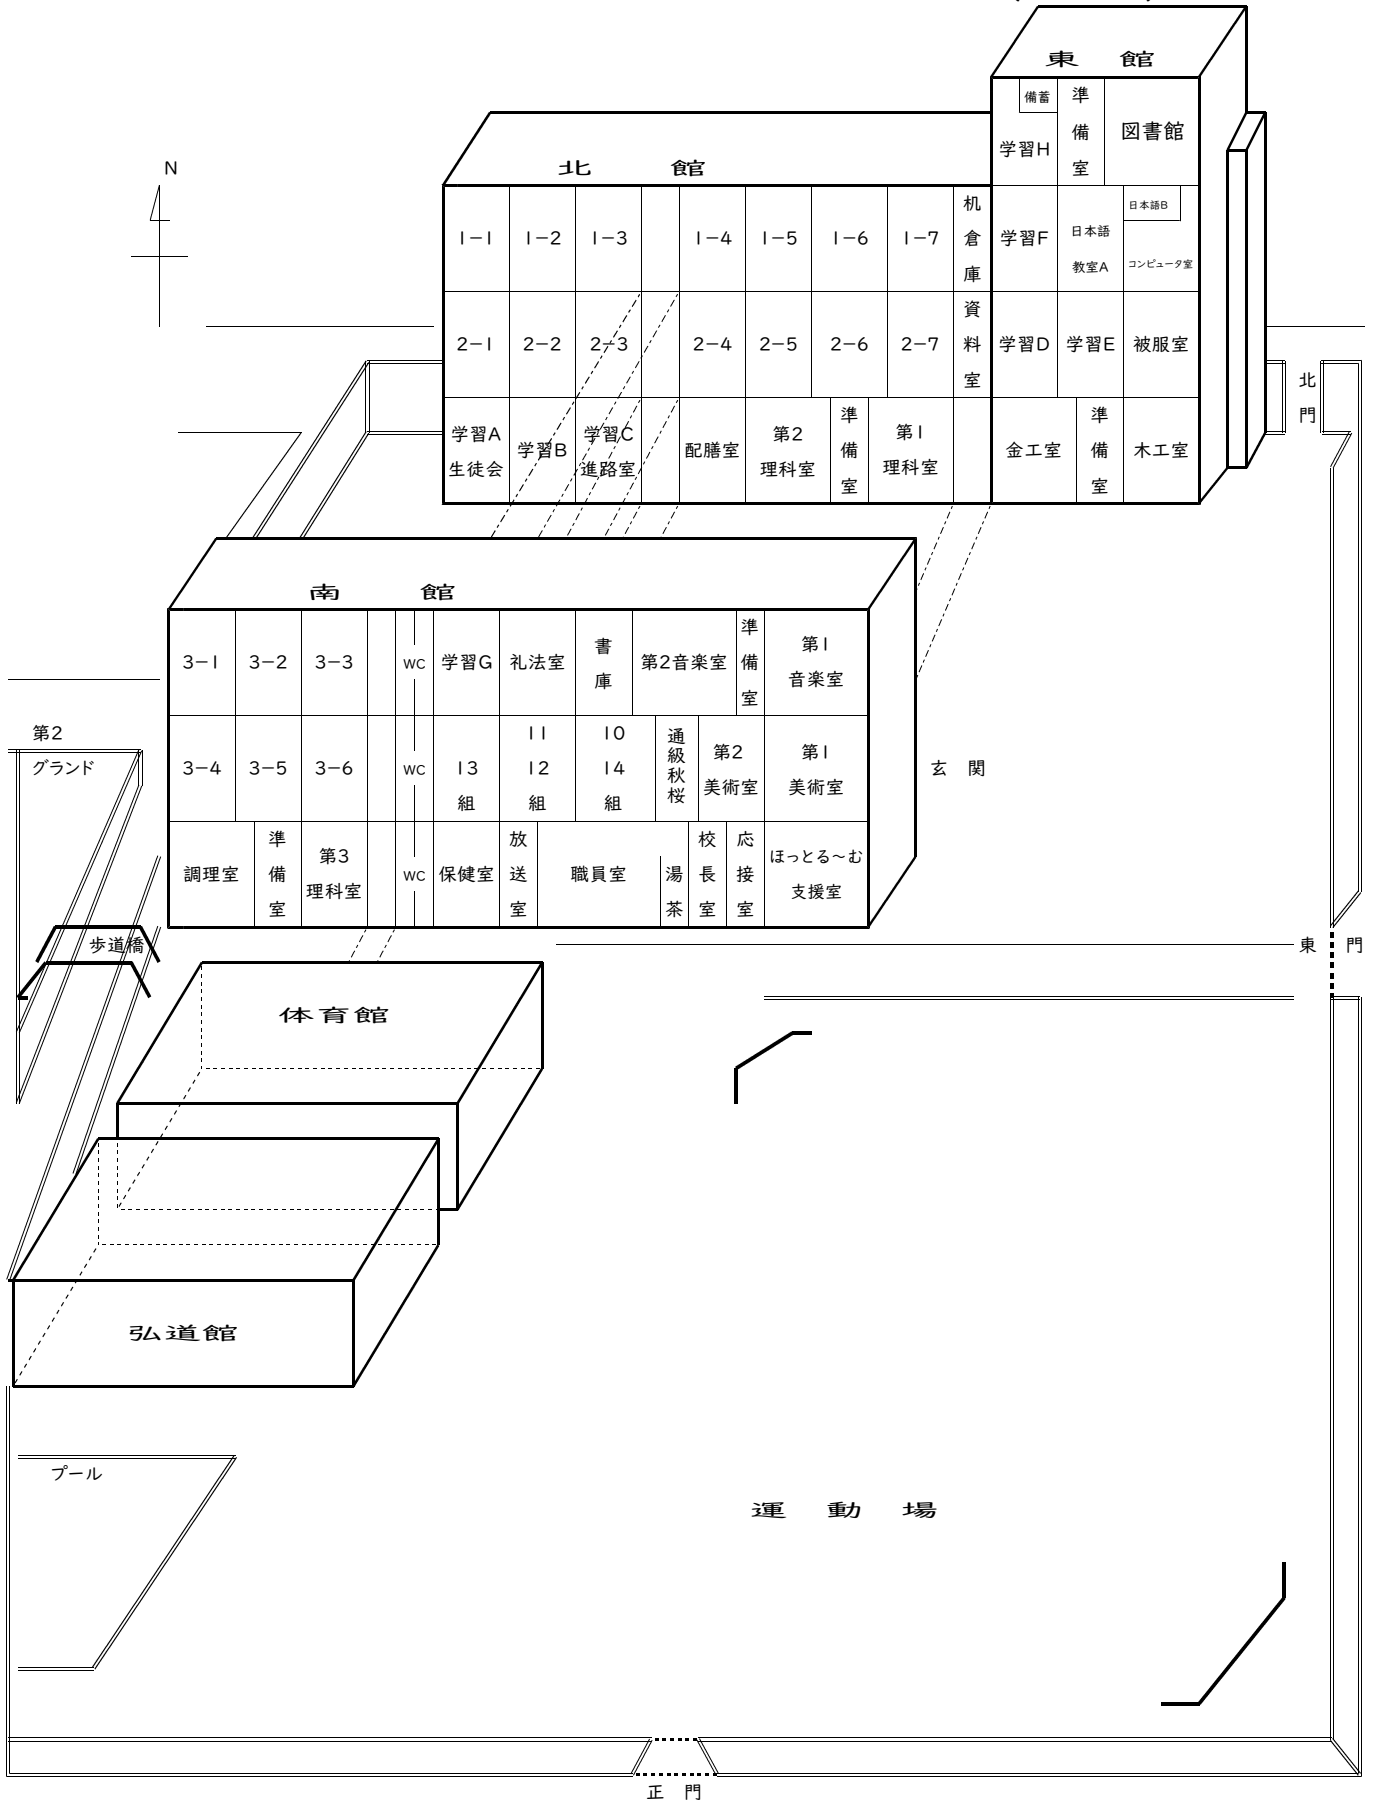 東 館
備蓄
学習H
準備室
図書館
N
北 館
1-1
1-2
1-3
1-4
1-5
1-6
1-7
机倉庫
学習F
日本語
教室A
日本語B
コンピュータ室
2-1
2-2
2-3
2-4
2-5
2-6
2-7
資料室
学習D
学習E
被服室
北門
学習A
生徒会
学習B
学習C
進路室
配膳室
第2
理科室
準備室
第1
理科室
金工室
準備室
木工室
南 館
3-1
3-2
3-3
WC
学習G
礼法室
書庫
第2音楽室
準備室
第1
音楽室
第2
グランド
3-4
3-5
3-6
WC
13
組
11
12
組
10
14
組
通級秋桜
第2
美術室
第1
美術室
玄 関
調理室
準備室
第3
理科室
WC
保健室
放送室
職員室
湯茶
校長室
応接室
ほっとる～む
支援室
歩道橋
東 門
体育館
弘道館
プール
運 動 場
正 門